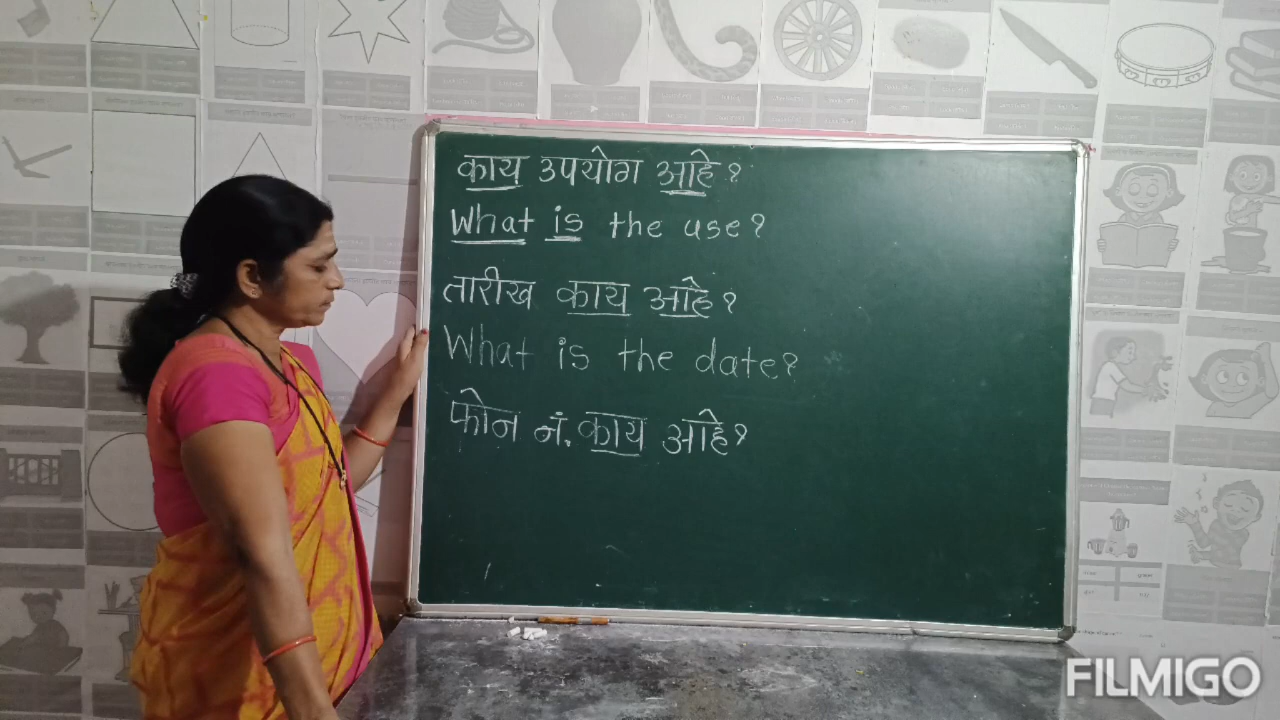 काय उपयोग आहे?
What is the use?
तारीख काय आहे?
What is the date?
फोन नं. काय आहे?
FILMIGO